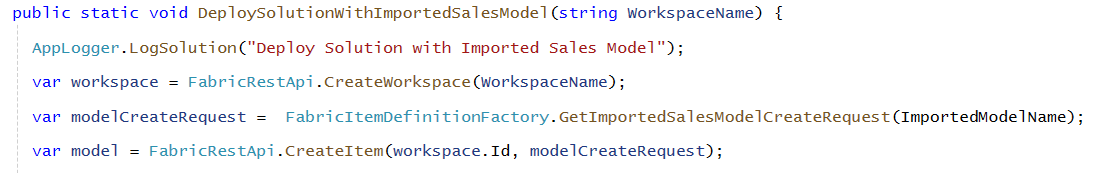 public static void DeploySolutionWithImportedSalesModel(string WorkspaceName) {
AppLogger.LogSolution("Deploy Solution with Imported Sales Model");
var workspace = FabricRestApi.CreateWorkspace(WorkspaceName);
var modelCreateRequest =  FabricItemDefinitionFactory.GetImportedSalesModelCreateRequest(ImportedModelName);
var model = FabricRestApi.CreateItem(workspace.Id, modelCreateRequest);